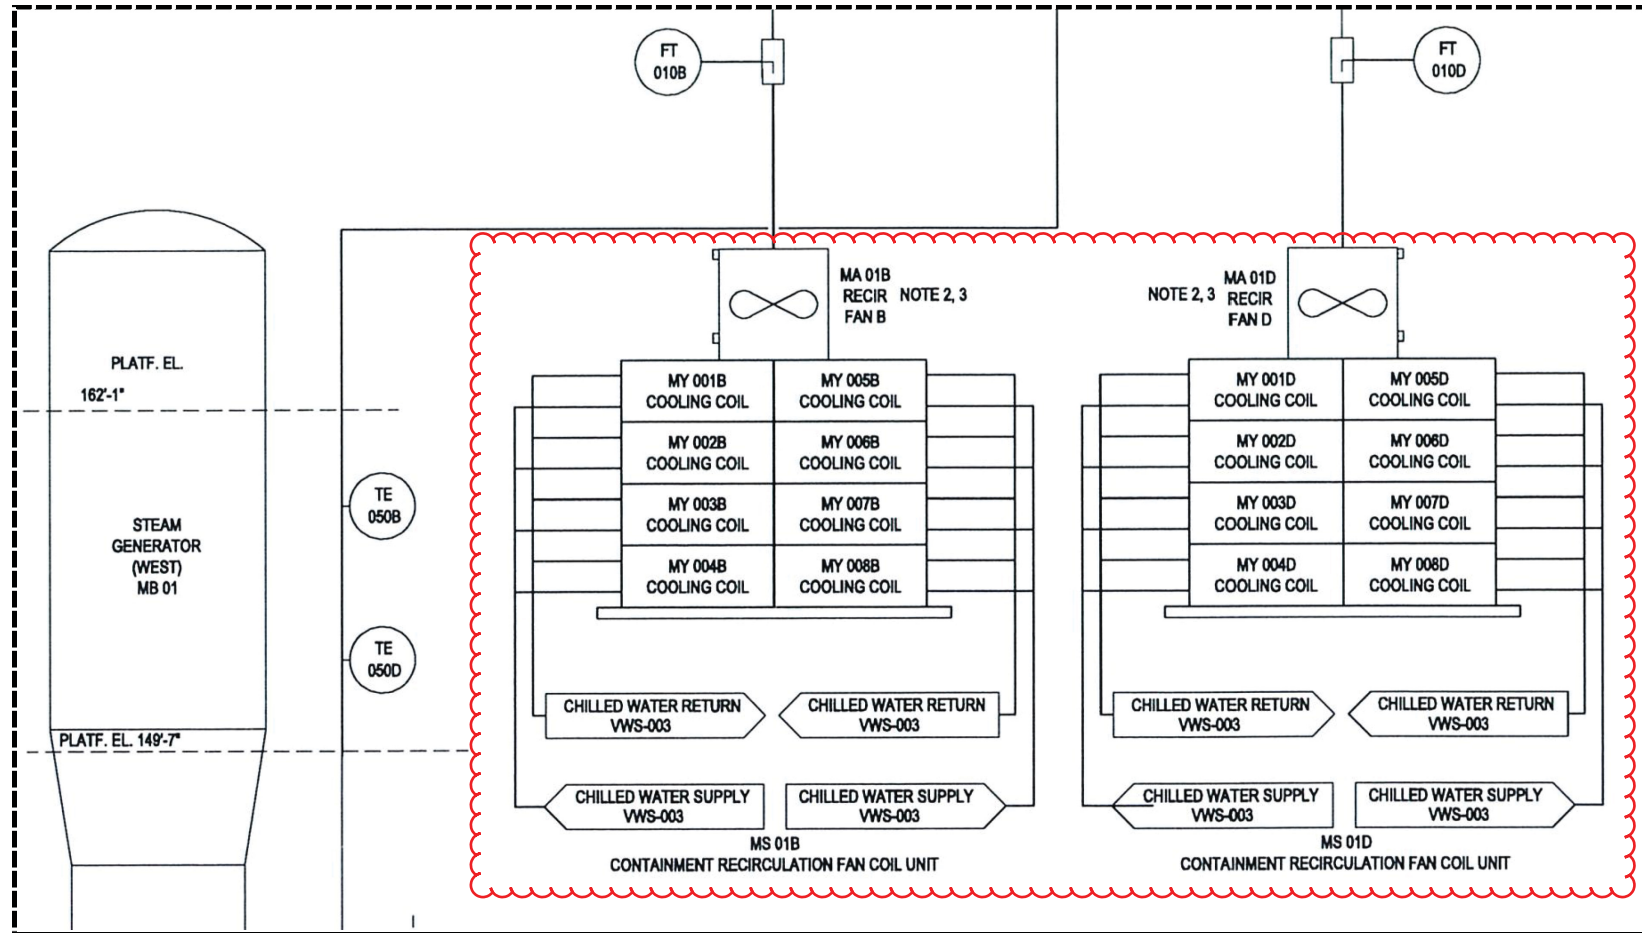 FT
010B
FT
010D
MA 01B
RECIR NOTE 2, 3
FAN B
MA 01D
NOTE 2, 3 RECIR
FAN D
PLATF. EL.
162'-1"
MY 001B
COOLING COIL
MY 005B
COOLING COIL
MY 002B
COOLING COIL
MY 006B
COOLING COIL
MY 003B
COOLING COIL
MY 007B
COOLING COIL
MY 004B
COOLING COIL
MY 008B
COOLING COIL
MY 001D
COOLING COIL
MY 005D
COOLING COIL
MY 002D
COOLING COIL
MY 006D
COOLING COIL
MY 003D
COOLING COIL
MY 007D
COOLING COIL
MY 004D
COOLING COIL
MY 008D
COOLING COIL
TE
050B
STEAM
GENERATOR
(WEST)
MB 01
TE
050D
PLATF. EL. 149'-7"
CHILLED WATER RETURN
VWS-003
CHILLED WATER RETURN
VWS-003
CHILLED WATER RETURN
VWS-003
CHILLED WATER RETURN
VWS-003
CHILLED WATER SUPPLY
VWS-003
CHILLED WATER SUPPLY
VWS-003
CHILLED WATER SUPPLY
VWS-003
CHILLED WATER SUPPLY
VWS-003
MS 01B
CONTAINMENT RECIRCULATION FAN COIL UNIT
MS 01D
CONTAINMENT RECIRCULATION FAN COIL UNIT